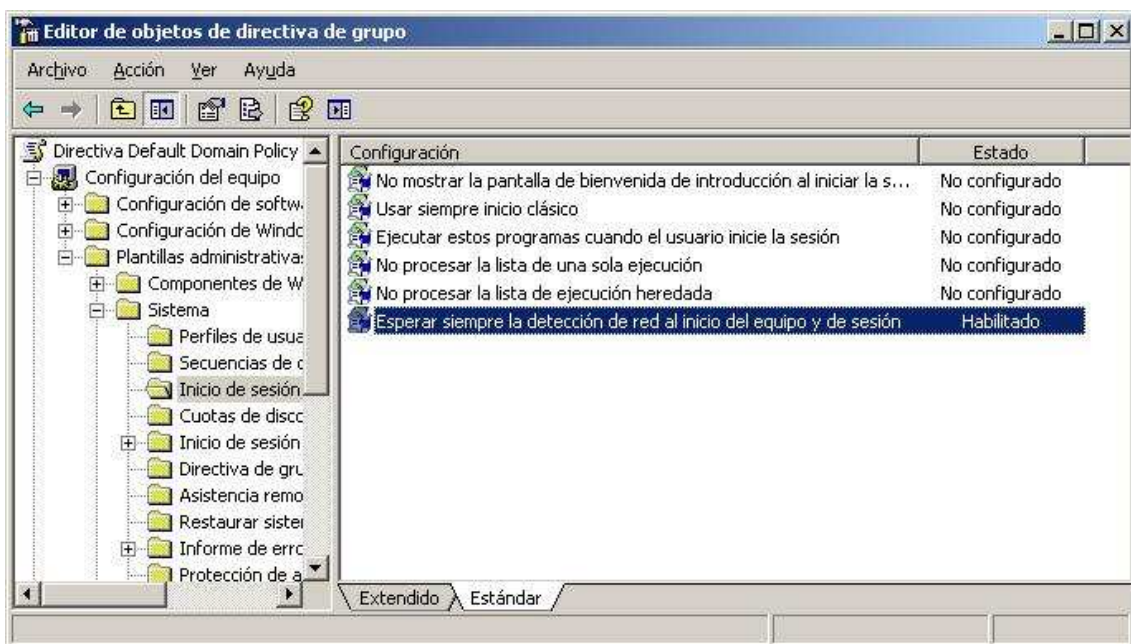 Editor de objetos de directiva de grupo
Archivo Acción Ver Ayuda
Directiva Default Domain Policy
Configuración del equipo
Configuración de softw
Configuración de Windo
Plantillas administrativa
Componentes de W
Sistema
Perfiles de usua
Secuencias de c
Inicio de sesión
Cuotas de disco
Inicio de sesión
Directiva de gru
Asistencia remo
Restaurar sister
Informe de erro
Protección de a
Configuración Estado
No mostrar la pantalla de bienvenida de introducción al iniciar la s... No configurado
Usar siempre inicio clásico No configurado
Ejecutar estos programas cuando el usuario inicie la sesión No configurado
No procesar la lista de una sola ejecución No configurado
No procesar la lista de ejecución heredada No configurado
Esperar siempre la detección de red al inicio del equipo y de sesión Habilitado
Extendido Estándar